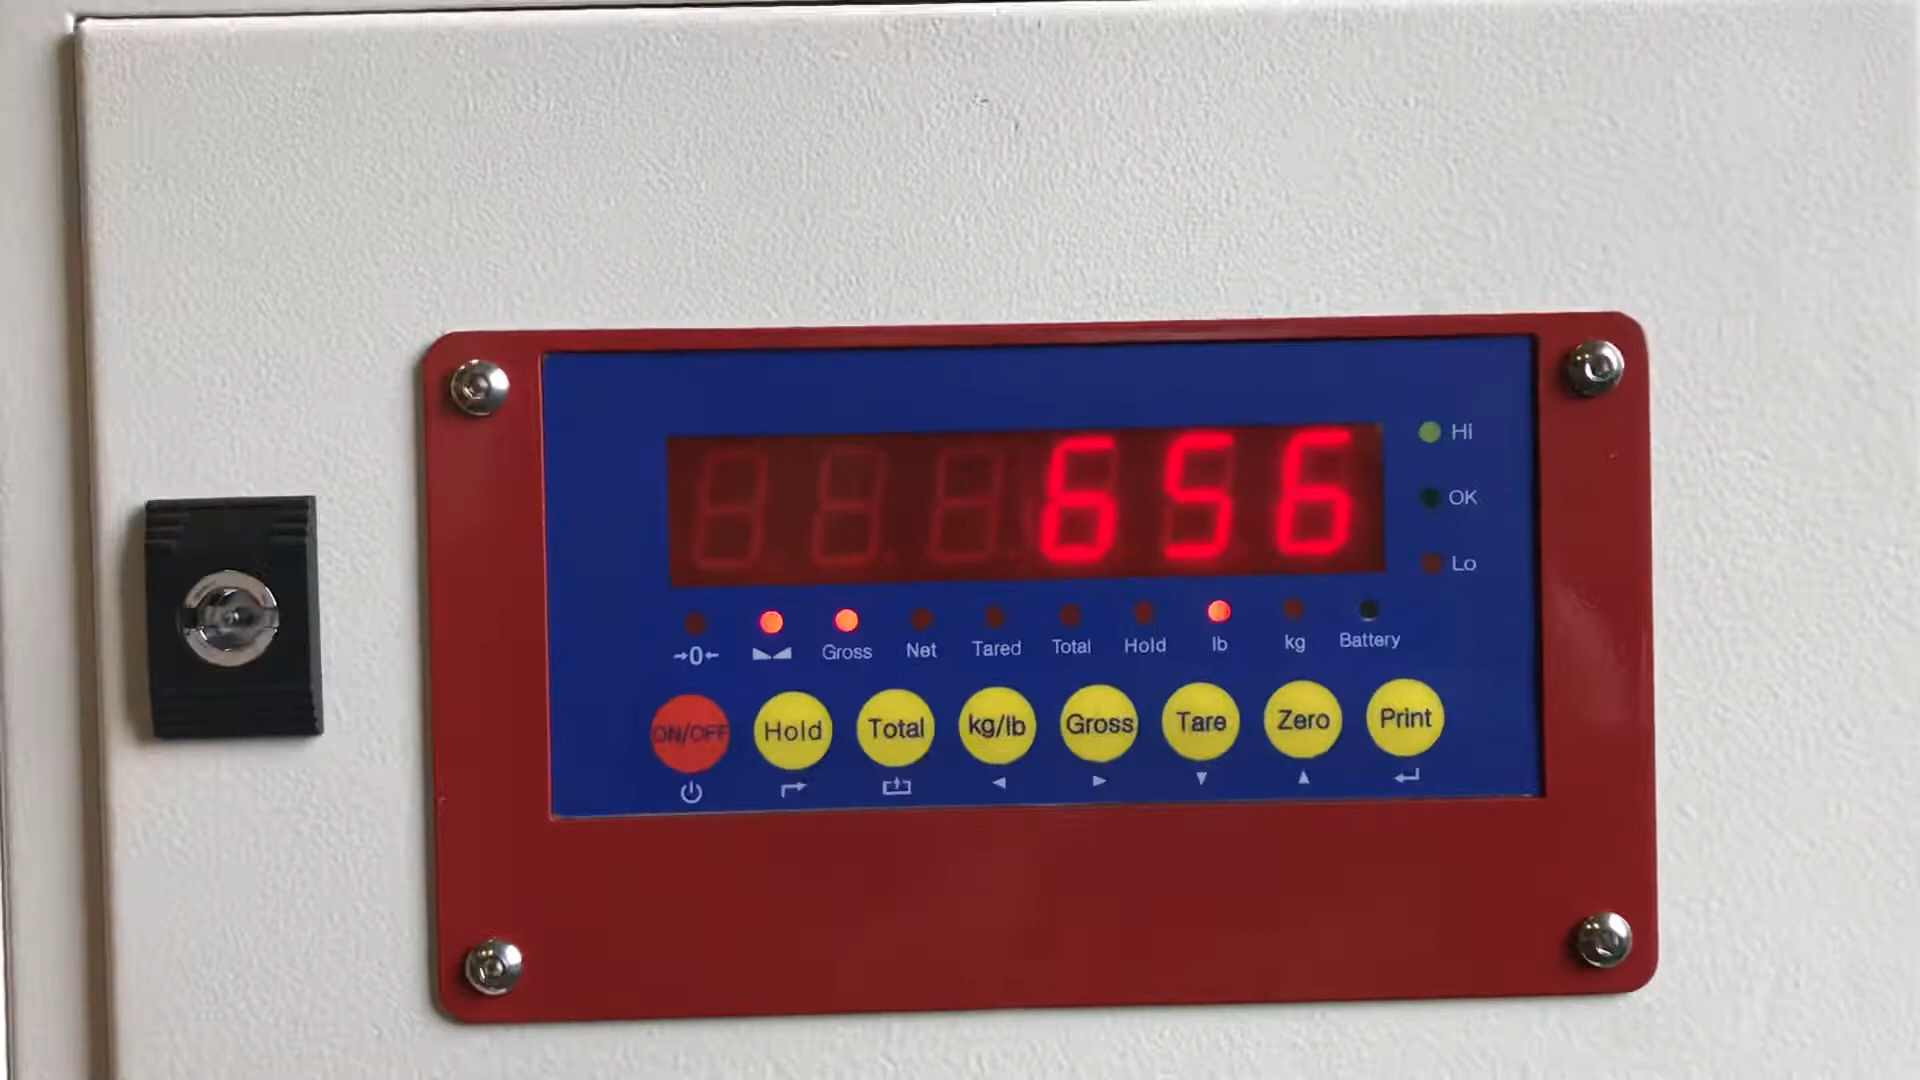 656
Hi
OK
Lo
→0← Gross Net Tared Total Hold lb kg Battery
ON/OFF Hold Total kg/lb Gross Tare Zero Print